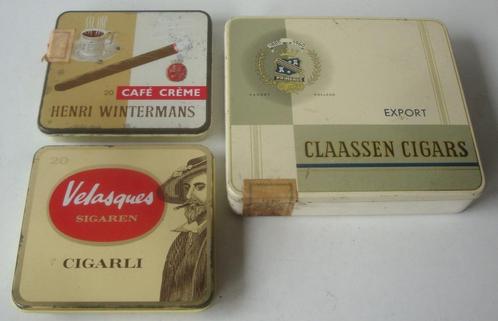 20 CAFÉ CRÈME
HENRI WINTERMANS
EXPORT
CLAASSEN CIGARS
20
Velasques
SIGAREN
CIGARLI